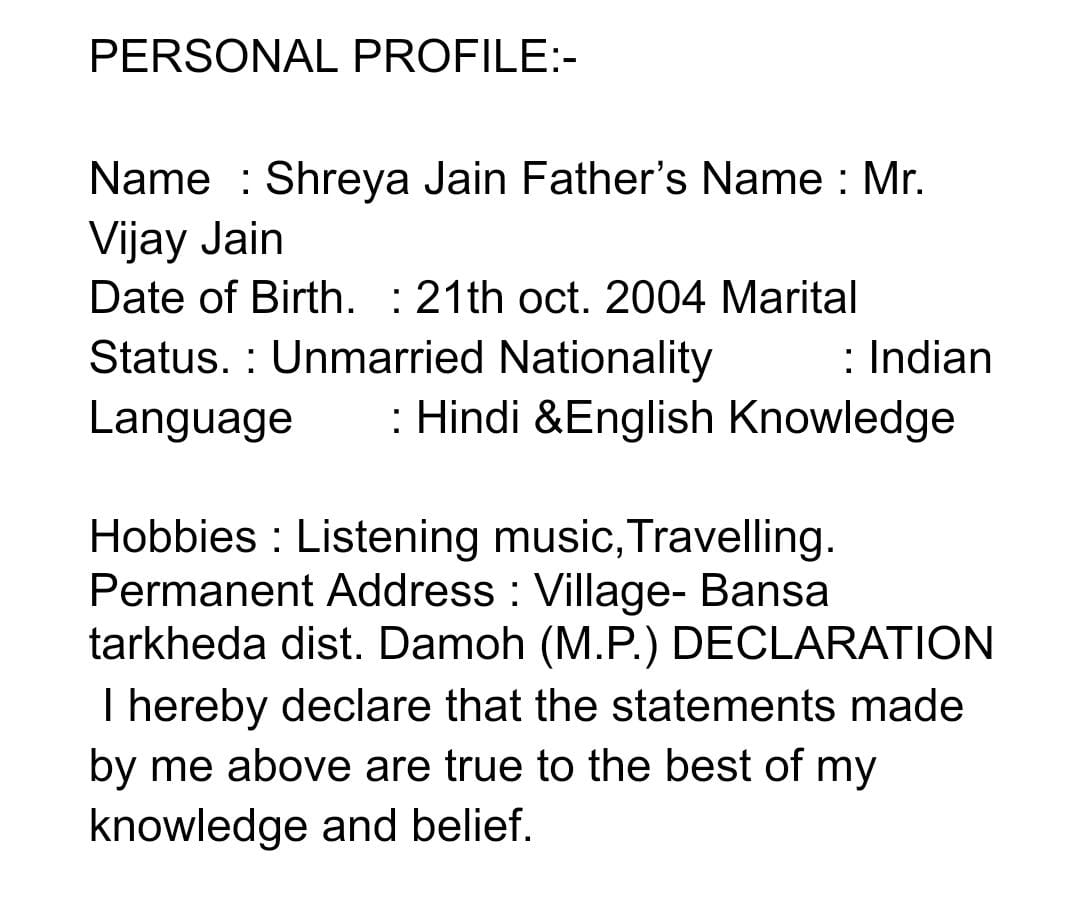 PERSONAL PROFILE:-
Name : Shreya Jain Father’s Name : Mr.
Vijay Jain
Date of Birth. : 21th oct. 2004 Marital
Status. : Unmarried Nationality : Indian
Language : Hindi &English Knowledge
Hobbies : Listening music,Travelling.
Permanent Address : Village- Bansa
tarkheda dist. Damoh (M.P.) DECLARATION
I hereby declare that the statements made
by me above are true to the best of my
knowledge and belief.